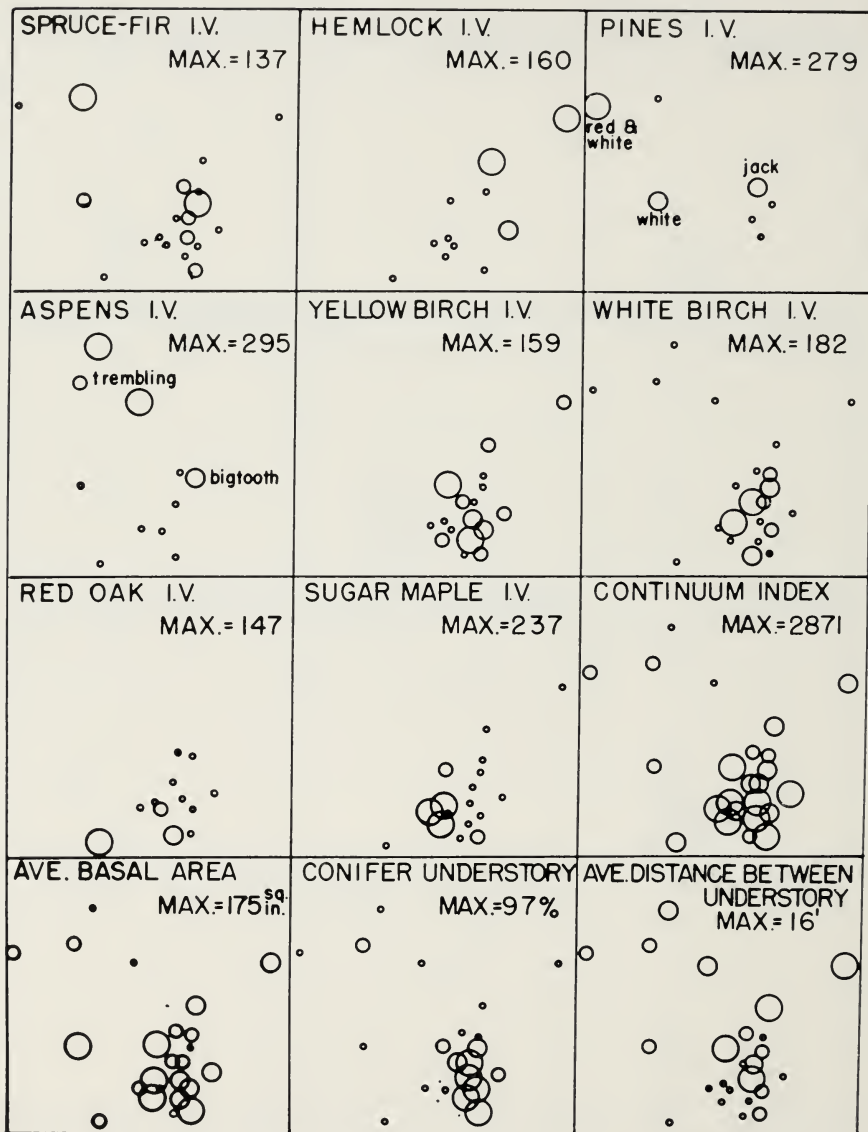 SPRUCE-FIR I.V.
MAX.=137
HEMLOCK I.V.
MAX.=160
PINES I.V.
MAX.=279
red &
white
jack
white
ASPENS I.V.
MAX.=295
trembling
bigtooth
YELLOW BIRCH I.V.
MAX.=159
WHITE BIRCH I.V.
MAX.=182
RED OAK I.V.
MAX.=147
SUGAR MAPLE I.V.
MAX.=237
CONTINUUM INDEX
MAX.=2871
AVE. BASAL AREA
MAX.=175 sq. in.
CONIFER UNDERSTORY
MAX.=97%
AVE. DISTANCE BETWEEN
UNDERSTORY
MAX.=16'